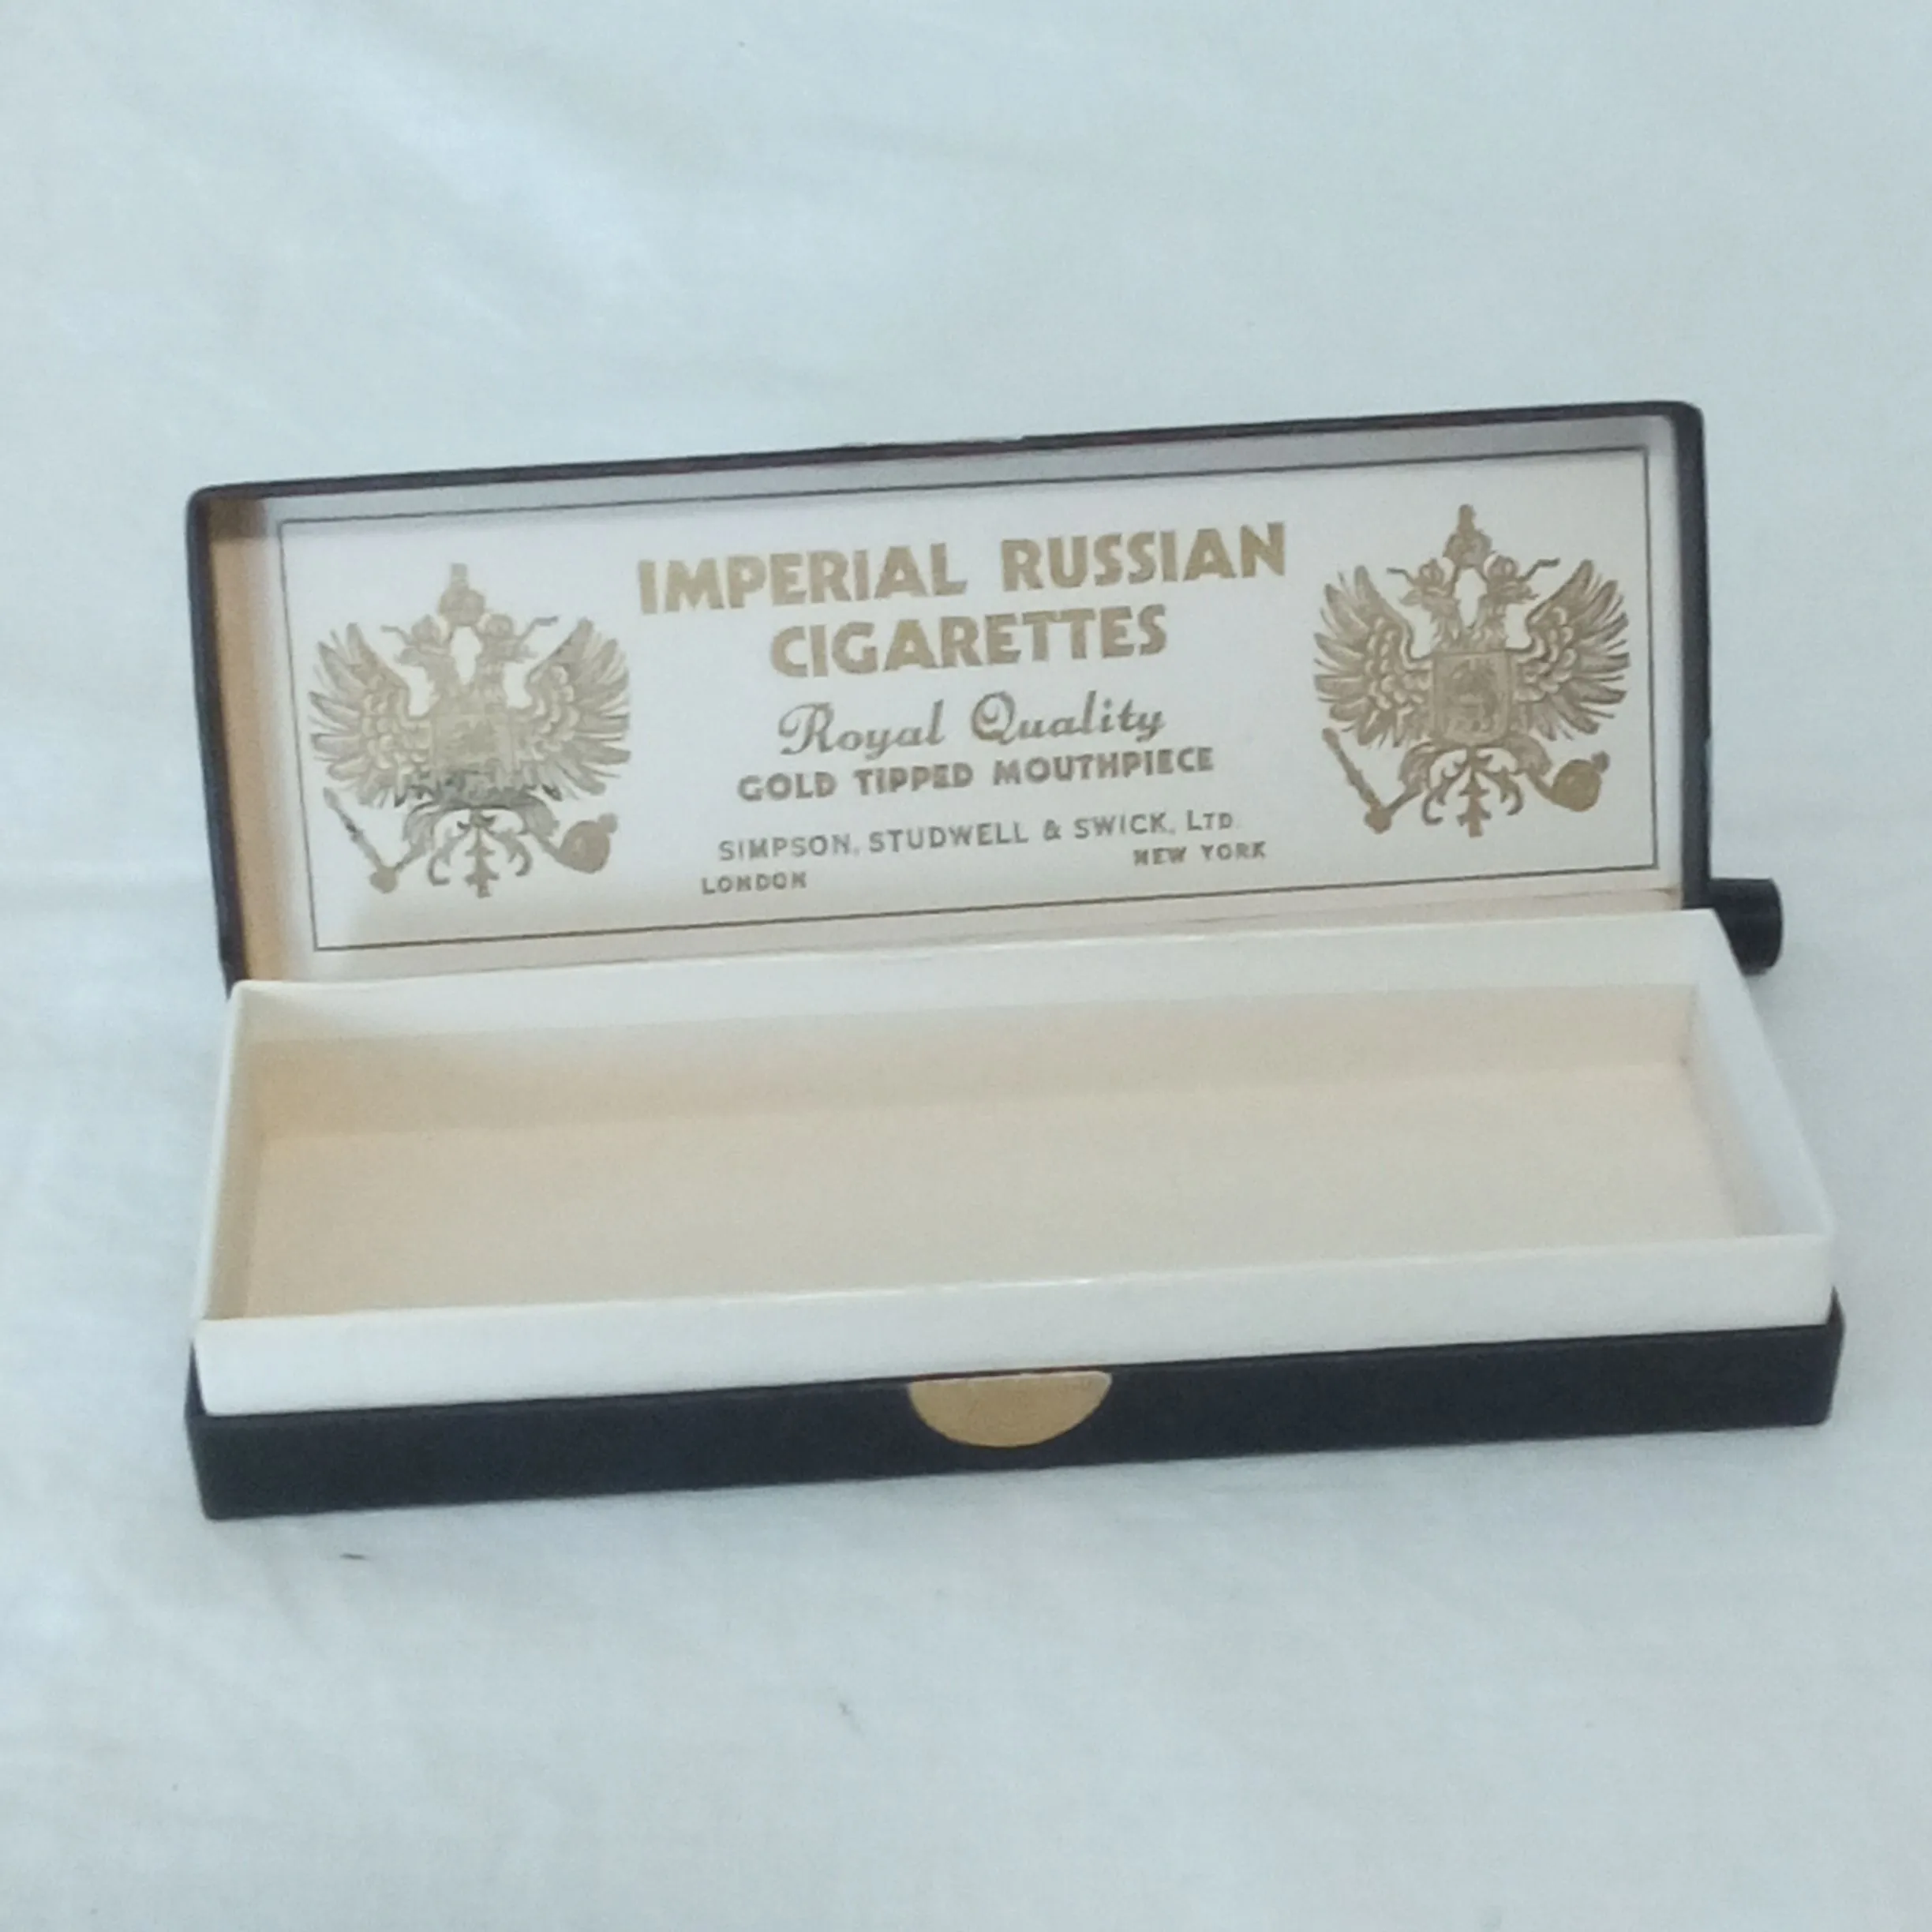 IMPERIAL RUSSIAN
CIGARETTES
Royal Quality
GOLD TIPPED MOUTHPIECE
SIMPSON, STUDWELL & SWICK, LTD.
LONDON NEW YORK